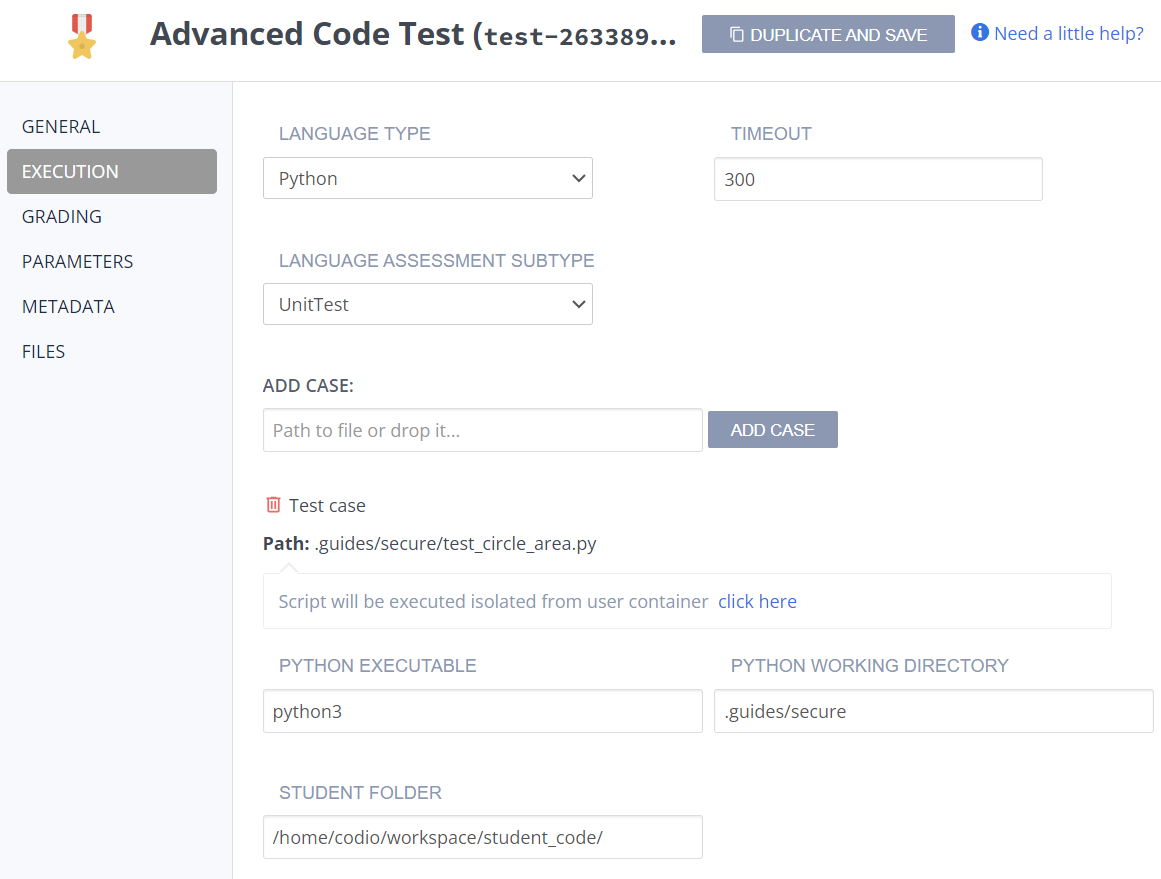 Advanced Code Test (test-263389...
DUPLICATE AND SAVE
Need a little help?
GENERAL
EXECUTION
GRADING
PARAMETERS
METADATA
FILES
LANGUAGE TYPE
TIMEOUT
Python
300
LANGUAGE ASSESSMENT SUBTYPE
UnitTest
ADD CASE:
Path to file or drop it...
ADD CASE
Test case
Path: .guides/secure/test_circle_area.py
Script will be executed isolated from user container click here
PYTHON EXECUTABLE
PYTHON WORKING DIRECTORY
python3
.guides/secure
STUDENT FOLDER
/home/codio/workspace/student_code/